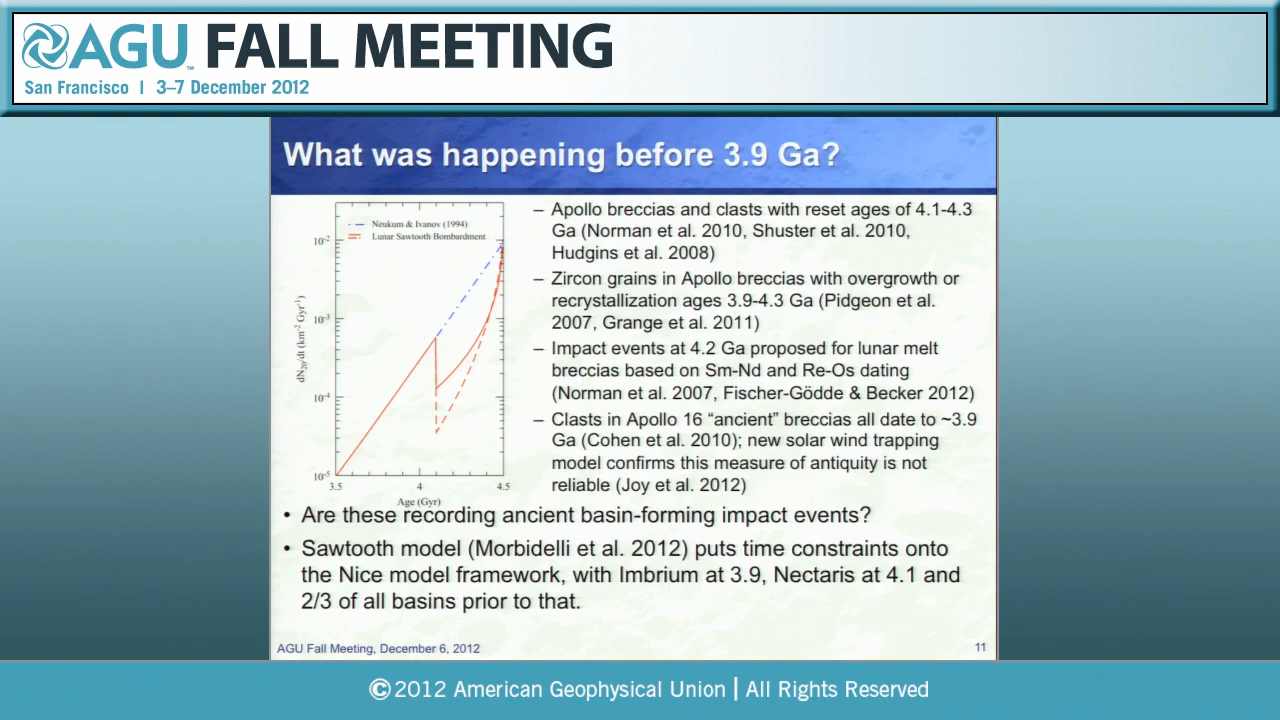 AGU FALL MEETING
San Francisco | 3–7 December 2012
What was happening before 3.9 Ga?
Neukum & Ivanov (1994)
Lunar Sawtooth Bombardment
10-2
10-3
10-4
10-5
dN20/dt (km-2 Gyr-1)
3.5 4 4.5
Age (Gyr)
– Apollo breccias and clasts with reset ages of 4.1-4.3
Ga (Norman et al. 2010, Shuster et al. 2010,
Hudgins et al. 2008)
– Zircon grains in Apollo breccias with overgrowth or
recrystallization ages 3.9-4.3 Ga (Pidgeon et al.
2007, Grange et al. 2011)
– Impact events at 4.2 Ga proposed for lunar melt
breccias based on Sm-Nd and Re-Os dating
(Norman et al. 2007, Fischer-Gödde & Becker 2012)
– Clasts in Apollo 16 “ancient” breccias all date to ~3.9
Ga (Cohen et al. 2010); new solar wind trapping
model confirms this measure of antiquity is not
reliable (Joy et al. 2012)
• Are these recording ancient basin-forming impact events?
• Sawtooth model (Morbidelli et al. 2012) puts time constraints onto
the Nice model framework, with Imbrium at 3.9, Nectaris at 4.1 and
2/3 of all basins prior to that.
AGU Fall Meeting, December 6, 2012
11
©2012 American Geophysical Union | All Rights Reserved